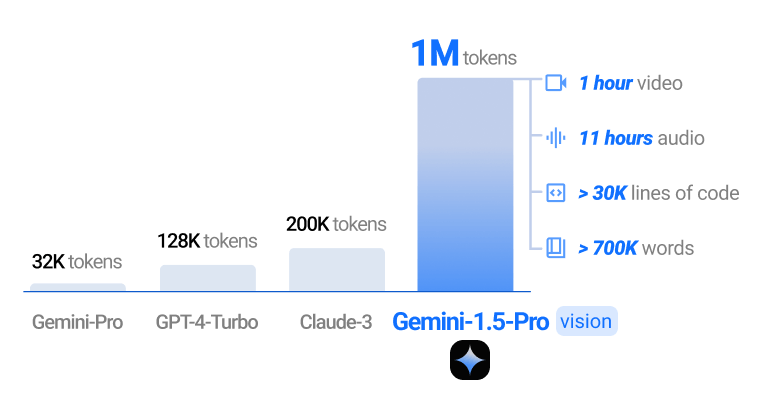 1M tokens
1 hour video
11 hours audio
> 30K lines of code
> 700K words
200K tokens
128K tokens
32K tokens
Gemini-Pro
GPT-4-Turbo
Claude-3
Gemini-1.5-Pro vision